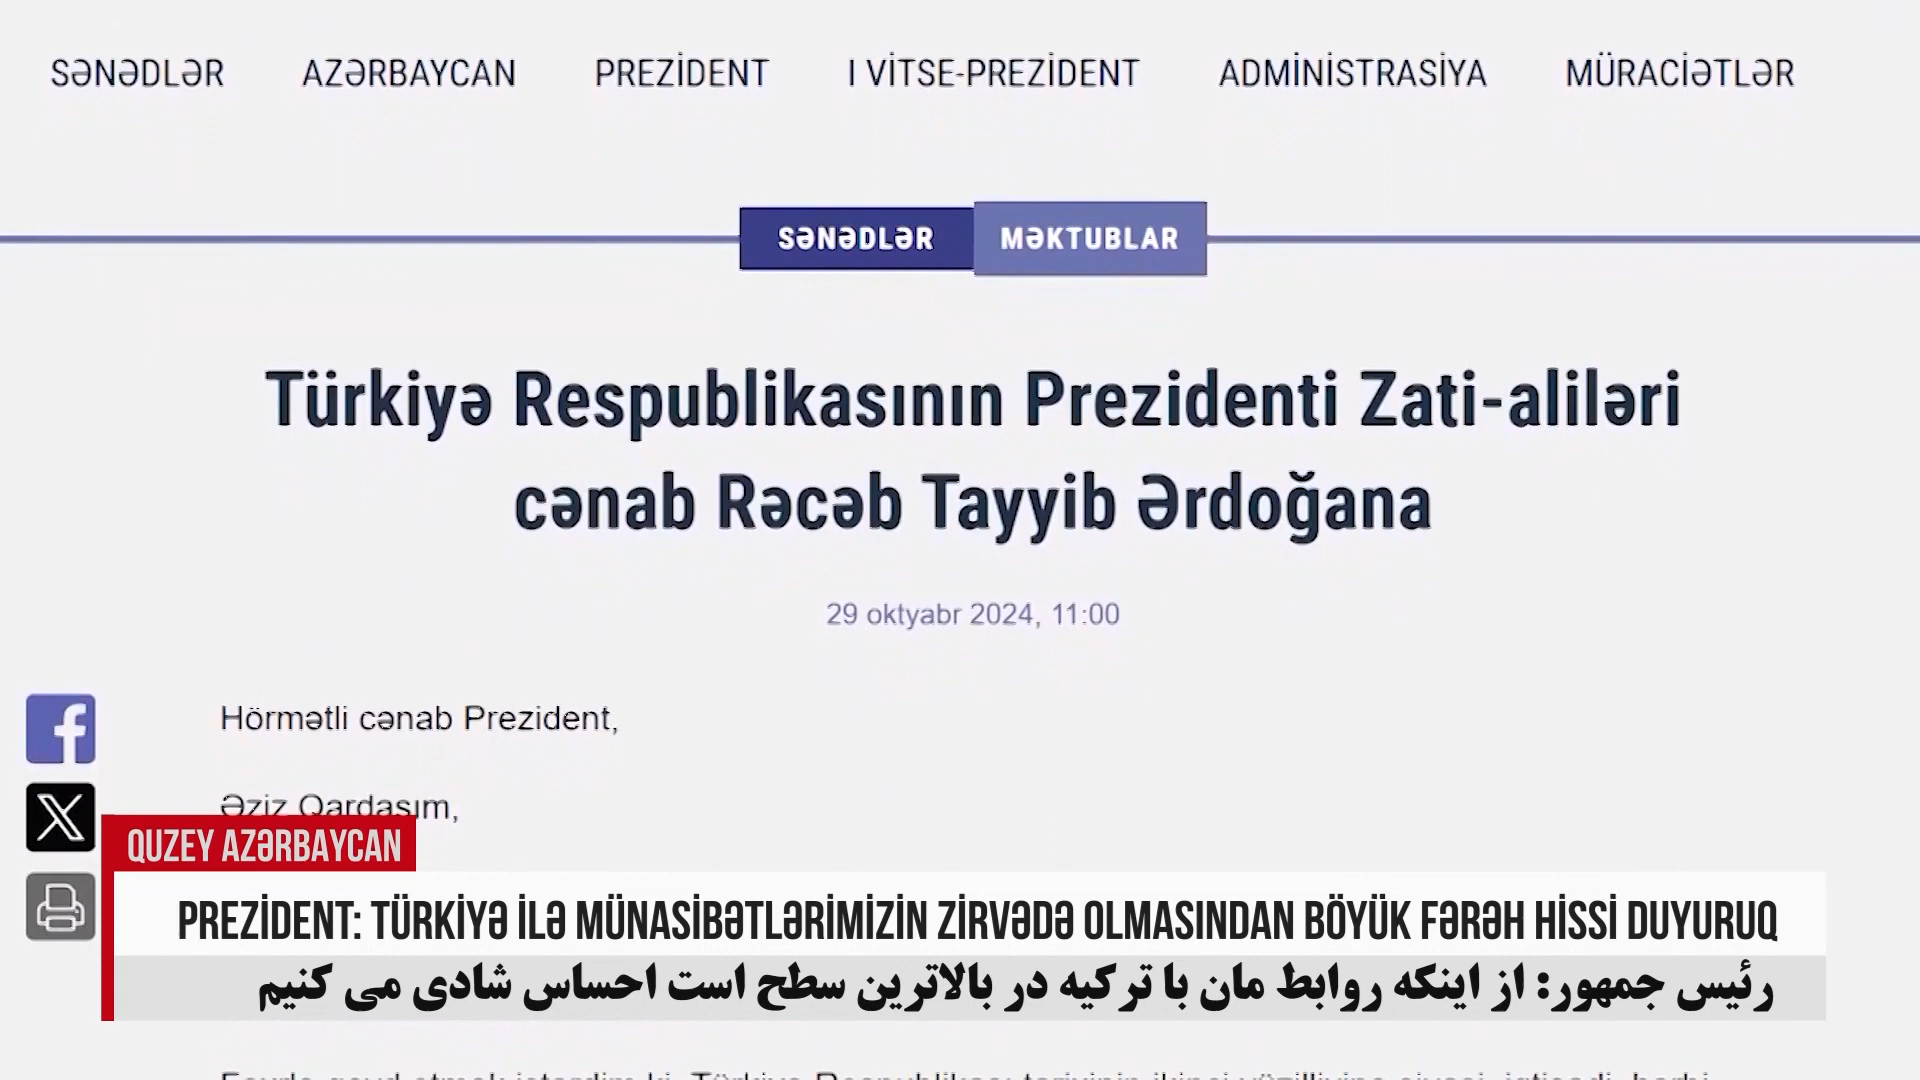 SƏNƏDLƏR AZƏRBAYCAN PREZİDENT I VİTSE-PREZİDENT ADMİNİSTRASİYA MÜRACİƏTLƏR
SƏNƏDLƏR MƏKTUBLAR
Türkiyə Respublikasının Prezidenti Zati-aliləri
cənab Rəcəb Tayyib Ərdoğana
29 oktyabr 2024, 11:00
Hörmətli cənab Prezident,
Əziz Qardaşım,
QUZEY AZƏRBAYCAN
PREZİDENT: TÜRKİYƏ İLƏ MÜNASİBƏTLƏRİMİZİN ZİRVƏDƏ OLMASINDAN BÖYÜK FƏRƏH HİSSİ DUYURUQ
رئیس جمهور: از اینکه روابط مان با ترکیه در بالاترین سطح است احساس شادی می کنیم